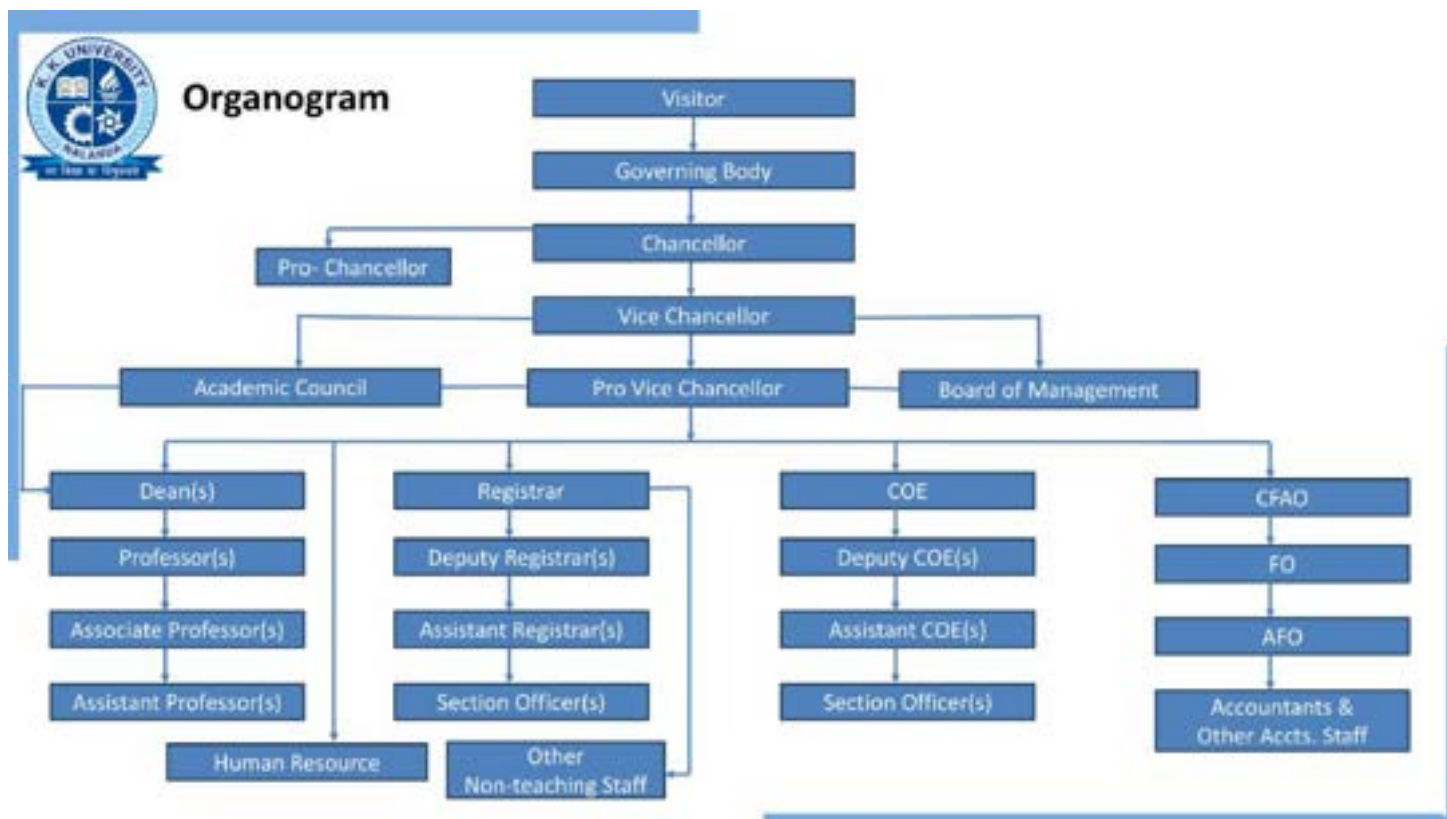 K. K. UNIVERSITY
NALANDA
Organogram
Visitor
Governing Body
Chancellor
Pro- Chancellor
Vice Chancellor
Academic Council
Pro Vice Chancellor
Board of Management
Dean(s)
Registrar
COE
CFAO
Professor(s)
Deputy Registrar(s)
Deputy COE(s)
FO
Associate Professor(s)
Assistant Registrar(s)
Assistant COE(s)
AFO
Assistant Professor(s)
Section Officer(s)
Section Officer(s)
Accountants &
Other Accts. Staff
Human Resource
Other
Non-teaching Staff